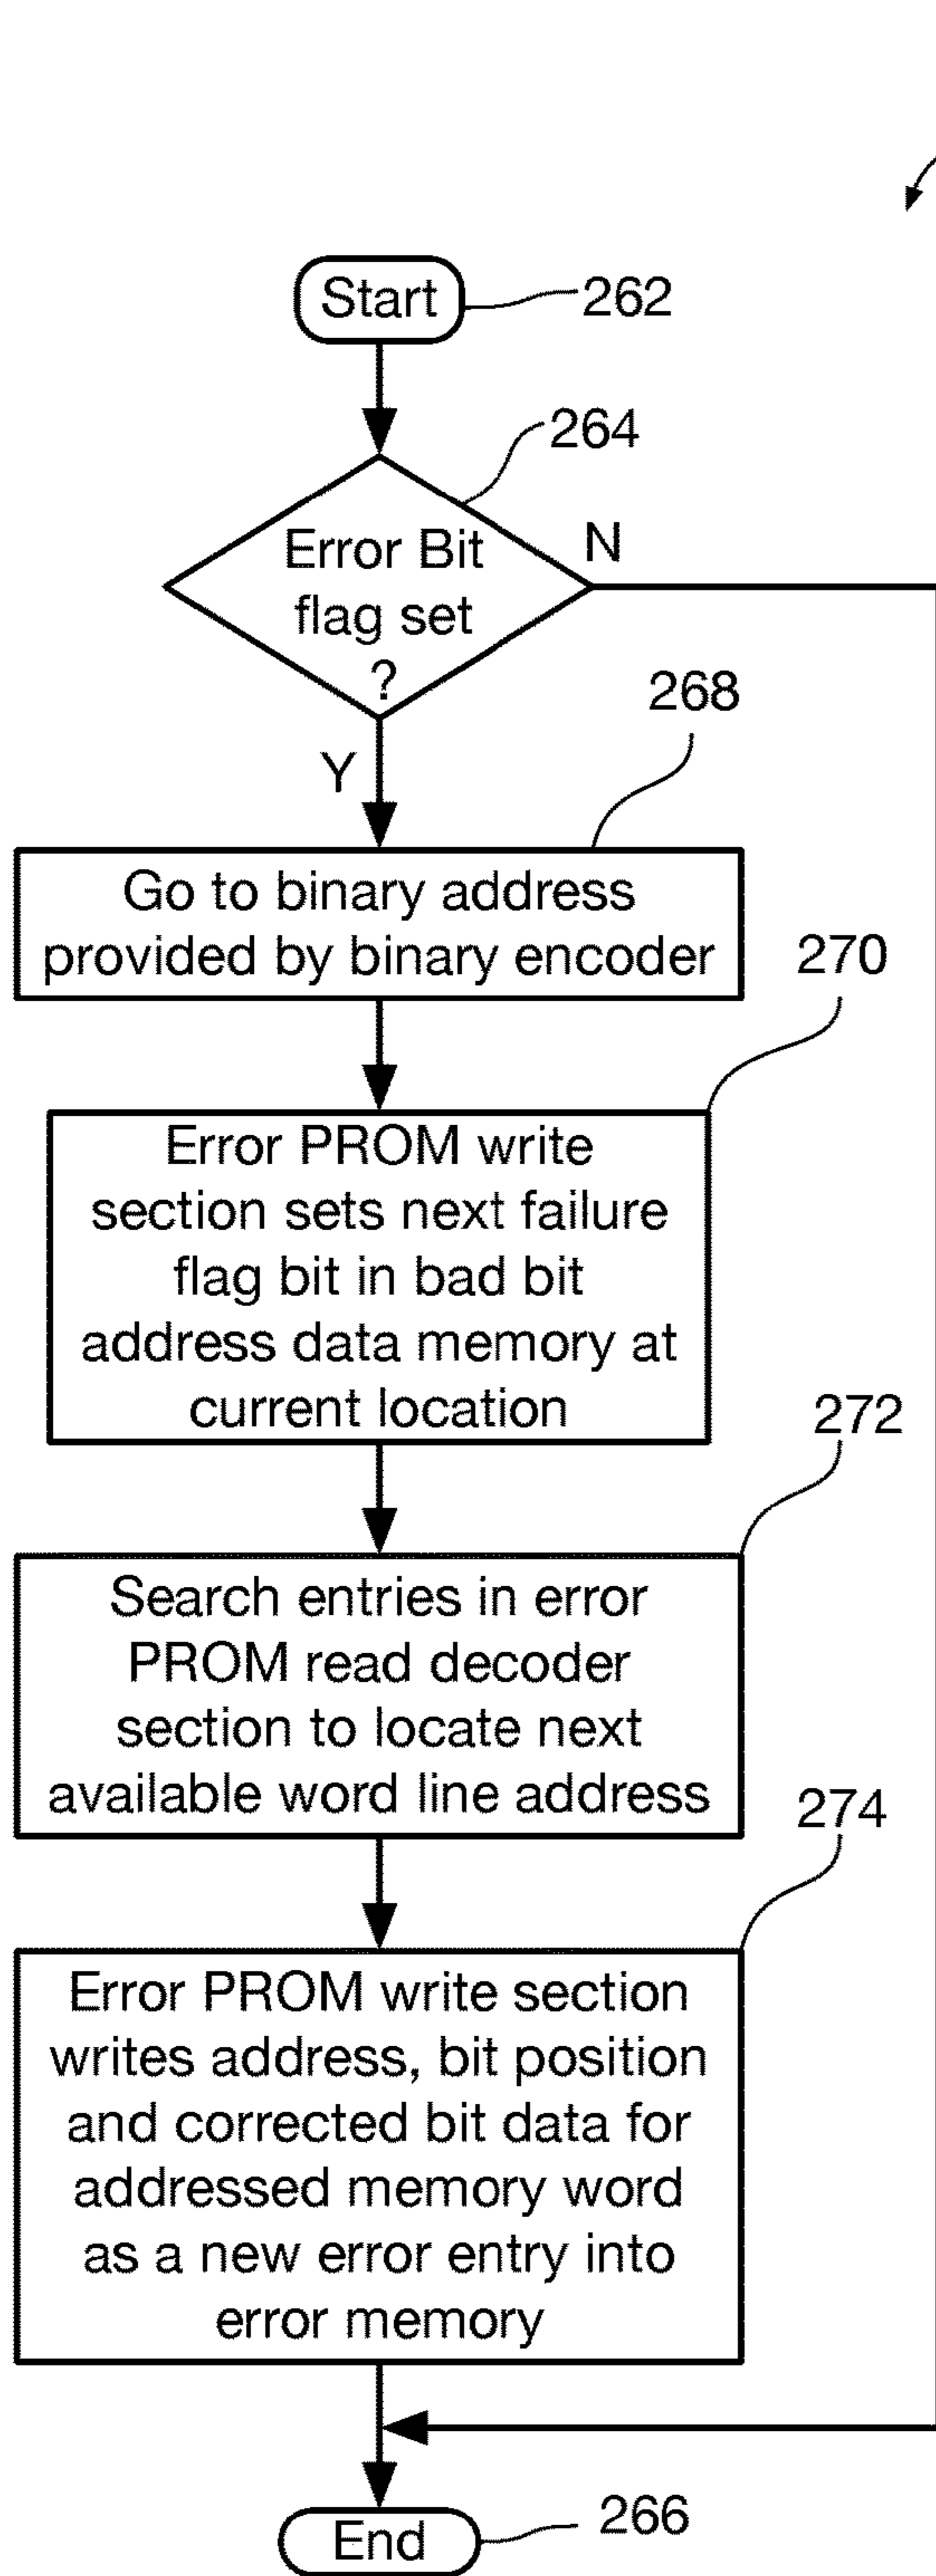 Start
262
264
Error Bit
flag set
?
N
Y
268
Go to binary address
provided by binary encoder
270
Error PROM write
section sets next failure
flag bit in bad bit
address data memory at
current location
272
Search entries in error
PROM read decoder
section to locate next
available word line address
274
Error PROM write section
writes address, bit position
and corrected bit data for
addressed memory word
as a new error entry into
error memory
End
266